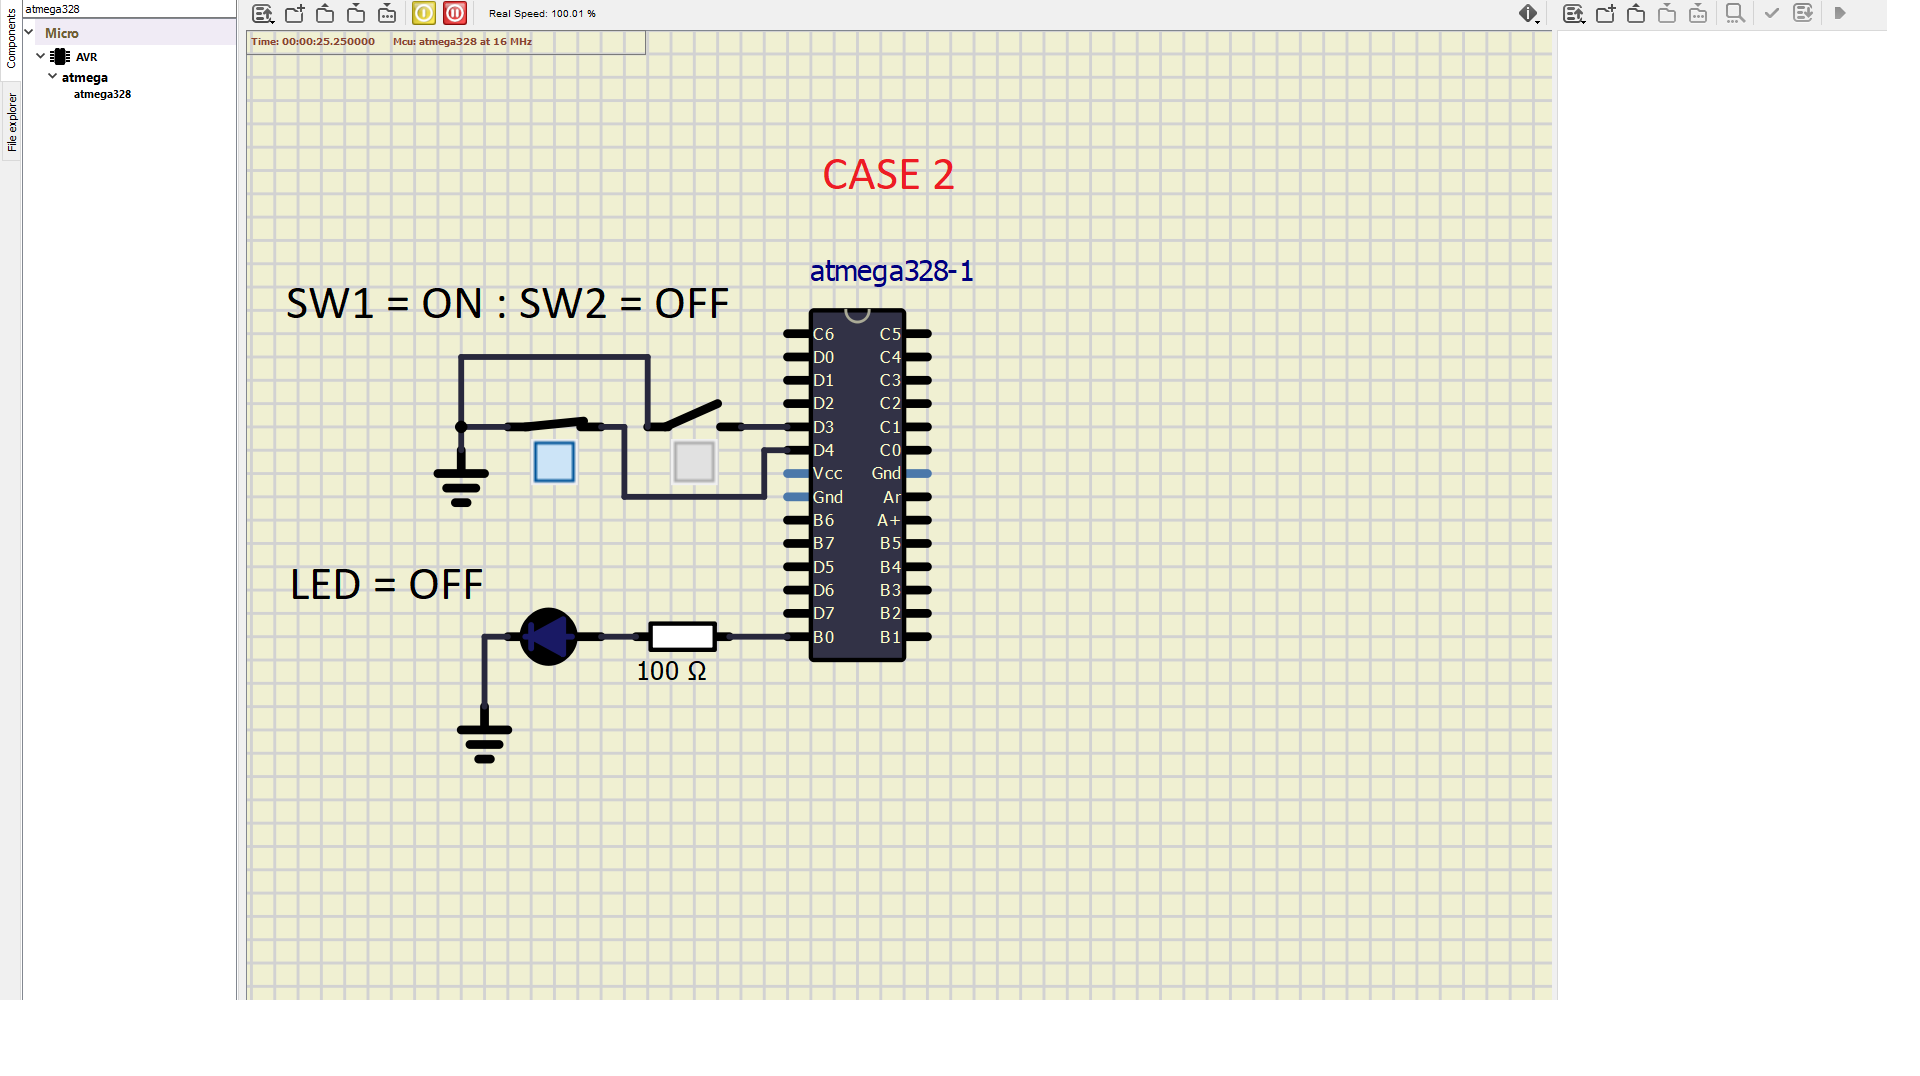 Components
File explorer
atmega328
Micro
AVR
atmega
atmega328
Real Speed: 100.01 %
Time: 00:00:25.250000 Mcu: atmega328 at 16 MHz
CASE 2
atmega328-1
SW1 = ON : SW2 = OFF
C6 C5
D0 C4
D1 C3
D2 C2
D3 C1
D4 C0
Vcc Gnd
Gnd Ar
B6 A+
B7 B5
D5 B4
D6 B3
D7 B2
B0 B1
LED = OFF
100 Ω